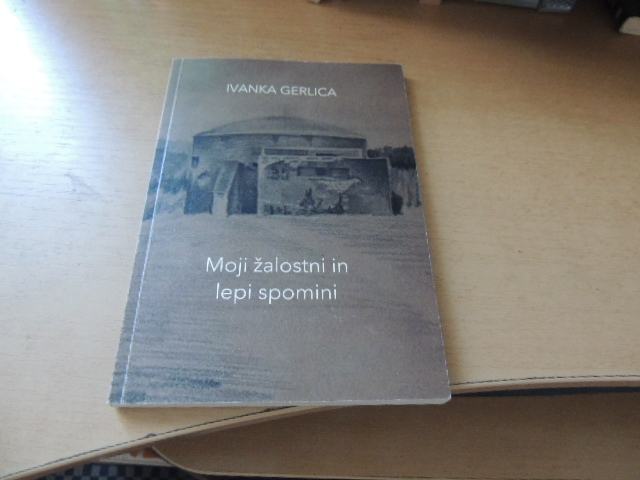 IVANKA GERLICA
Moji žalostni in
lepi spomini